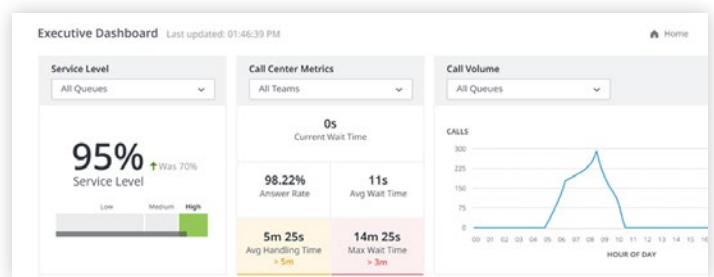 Executive Dashboard Last updated: 01:46:39 PM Home
Service Level
All Queues
95% Was 70%
Service Level
Low Medium High
Call Center Metrics
All Teams
0s
Current Wait Time
98.22%
Answer Rate
11s
Avg Wait Time
5m 25s
Avg Handling Time
> 5m
14m 25s
Max Wait Time
> 3m
Call Volume
All Queues
CALLS
300
225
150
75
0
00 01 02 03 04 05 06 07 08 09 10 11 12 13 14 15 16
HOUR OF DAY